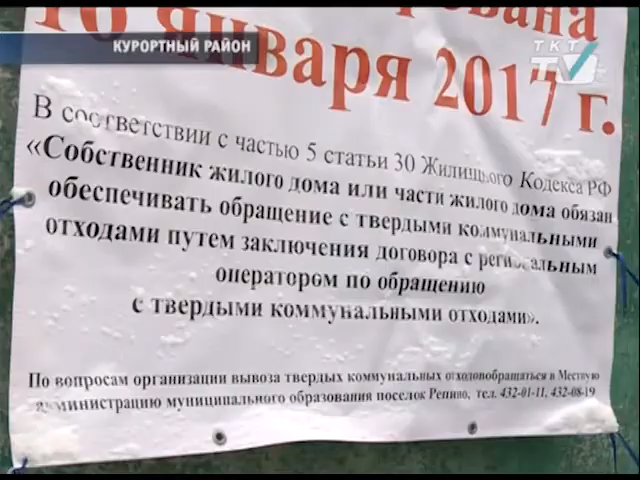 КУРОРТНЫЙ РАЙОН
ТКТ
TV
января 2017 г.
В соответствии с частью 5 статьи 30 Жилищного Кодекса РФ
«Собственник жилого дома или части жилого дома обязан
обеспечивать обращение с твердыми коммунальными
отходами путем заключения договора с региональным
оператором по обращению
с твердыми коммунальными отходами».
По вопросам организации вывоза твердых коммунальных отходовобращаться в Местную
администрацию муниципального образования поселок Репино, тел. 432-01-11, 432-08-19